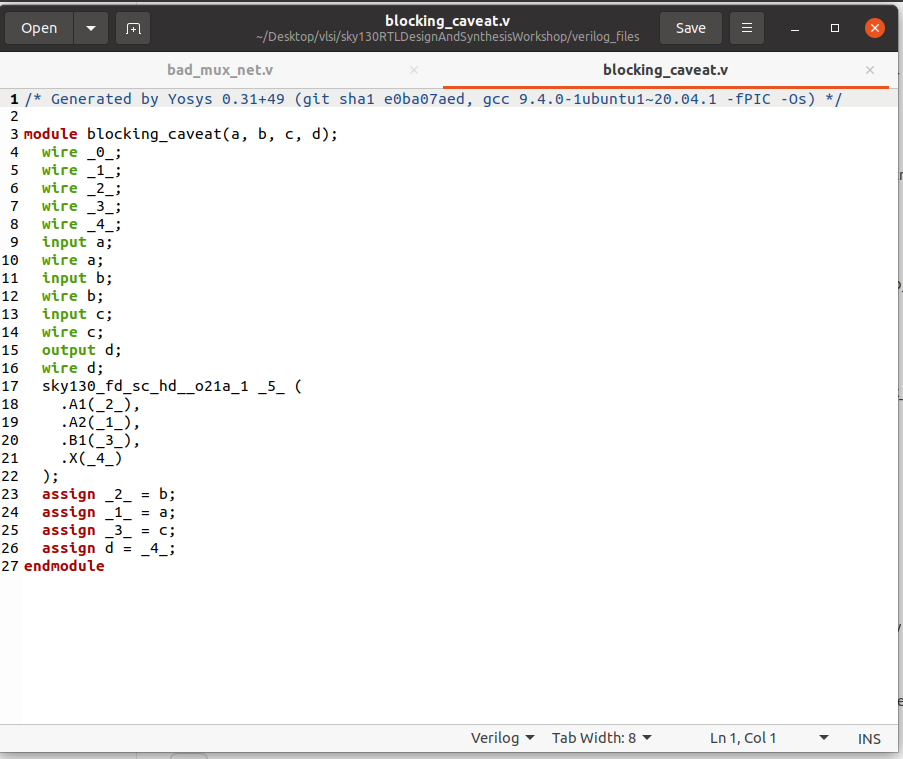 Open
blocking_caveat.v
~/Desktop/vlsi/sky130RTLDesignAndSynthesisWorkshop/verilog_files
Save
bad_mux_net.v
blocking_caveat.v
1 /* Generated by Yosys 0.31+49 (git sha1 e0ba07aed, gcc 9.4.0-1ubuntu1~20.04.1 -fPIC -Os) */
2
3 module blocking_caveat(a, b, c, d);
4   wire _0_;
5   wire _1_;
6   wire _2_;
7   wire _3_;
8   wire _4_;
9   input a;
10   wire a;
11   input b;
12   wire b;
13   input c;
14   wire c;
15   output d;
16   wire d;
17   sky130_fd_sc_hd__o21a_1 _5_ (
18     .A1(_2_),
19     .A2(_1_),
20     .B1(_3_),
21     .X(_4_)
22   );
23   assign _2_ = b;
24   assign _1_ = a;
25   assign _3_ = c;
26   assign d = _4_;
27 endmodule
Verilog Tab Width: 8 Ln 1, Col 1 INS